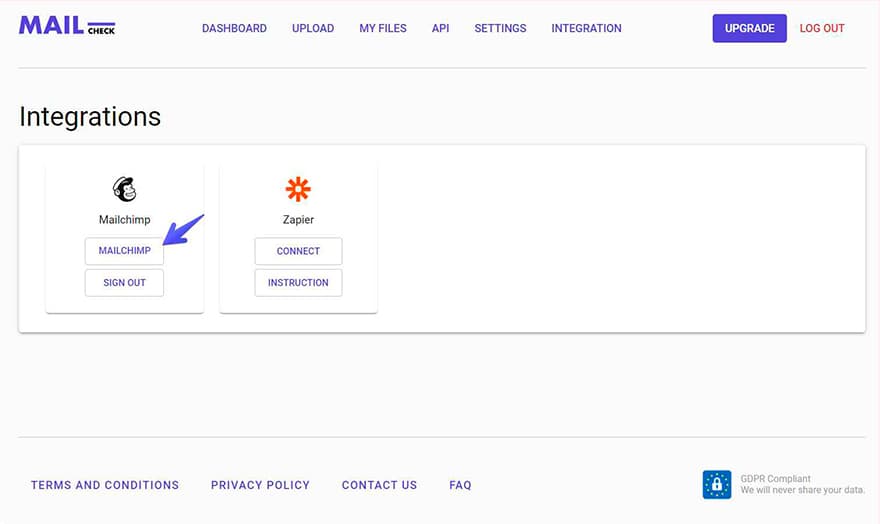 MAIL CHECK
DASHBOARD UPLOAD MY FILES API SETTINGS INTEGRATION UPGRADE LOG OUT
Integrations
Mailchimp Zapier
MAILCHIMP CONNECT
SIGN OUT INSTRUCTION
TERMS AND CONDITIONS PRIVACY POLICY CONTACT US FAQ
GDPR Compliant
We will never share your data.